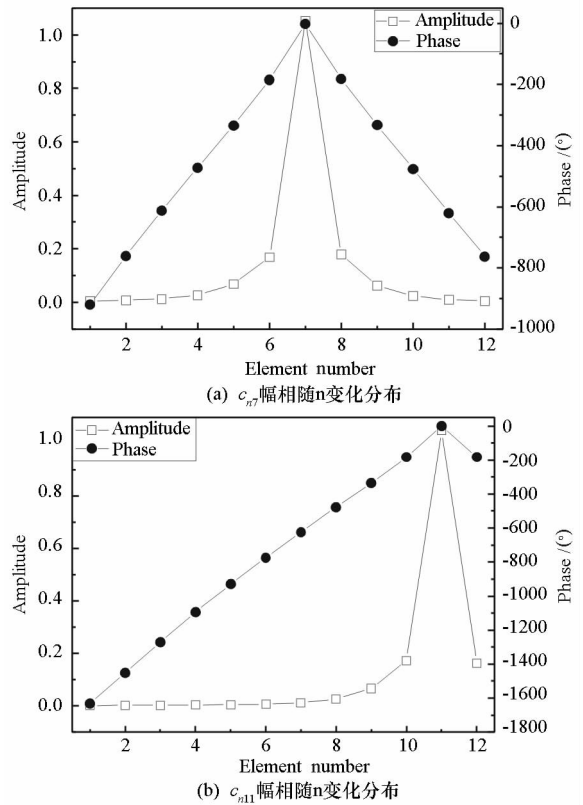 Amplitude
Phase
1.0
0.8
0.6
0.4
0.2
0.0
Amplitude
0
-200
-400
-600
-800
-1000
Phase /(°)
2 4 6 8 10 12
Element number
(a) cn7幅相随n变化分布
Amplitude
Phase
1.0
0.8
0.6
0.4
0.2
0.0
Amplitude
0
-200
-400
-600
-800
-1000
-1200
-1400
-1600
-1800
Phase /(°)
2 4 6 8 10 12
Element number
(b) cn11幅相随n变化分布